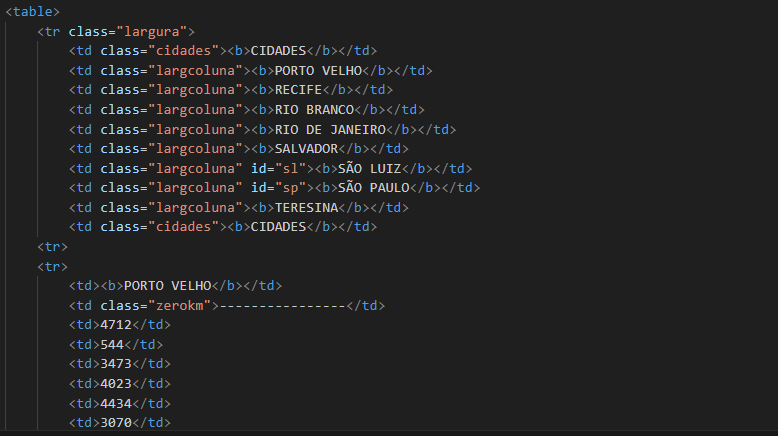 <table>
<tr class="largura">
<td class="cidades"><b>CIDADES</b></td>
<td class="largcoluna"><b>PORTO VELHO</b></td>
<td class="largcoluna"><b>RECIFE</b></td>
<td class="largcoluna"><b>RIO BRANCO</b></td>
<td class="largcoluna"><b>RIO DE JANEIRO</b></td>
<td class="largcoluna"><b>SALVADOR</b></td>
<td class="largcoluna" id="sl"><b>SÃO LUIZ</b></td>
<td class="largcoluna" id="sp"><b>SÃO PAULO</b></td>
<td class="largcoluna"><b>TERESINA</b></td>
<td class="cidades"><b>CIDADES</b></td>
<tr>
<tr>
<td><b>PORTO VELHO</b></td>
<td class="zerokm">----------------</td>
<td>4712</td>
<td>544</td>
<td>3473</td>
<td>4023</td>
<td>4434</td>
<td>3070</td>